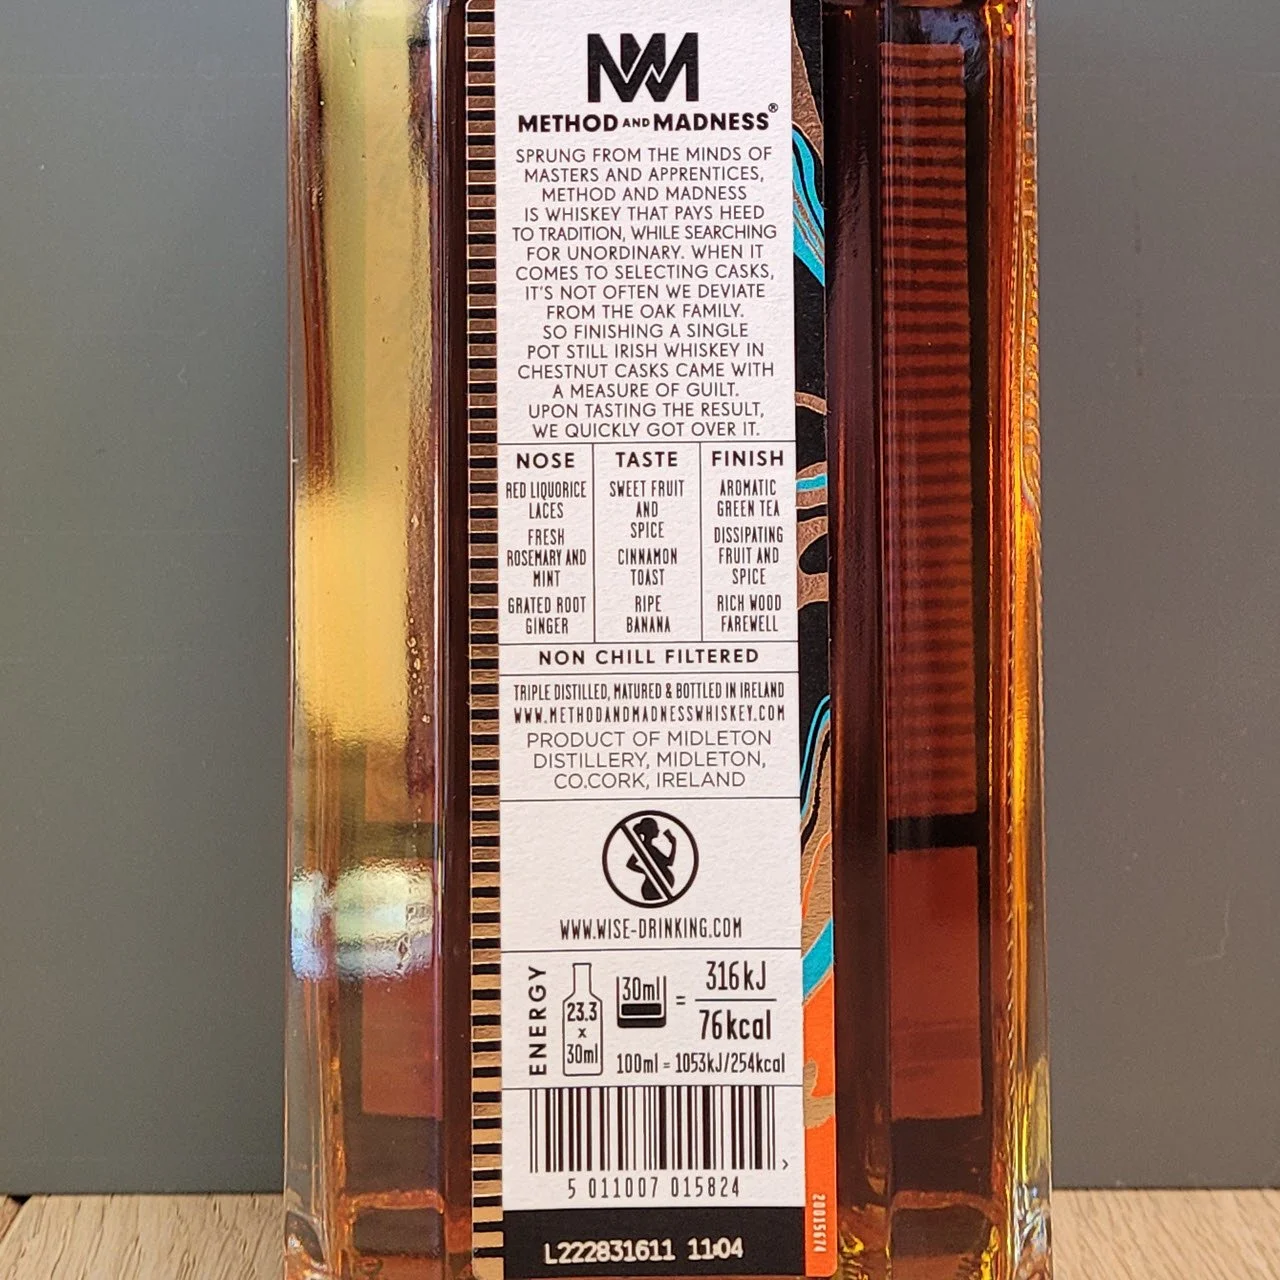 METHOD AND MADNESS®
SPRUNG FROM THE MINDS OF
MASTERS AND APPRENTICES,
METHOD AND MADNESS
IS WHISKEY THAT PAYS HEED
TO TRADITION, WHILE SEARCHING
FOR UNORDINARY. WHEN IT
COMES TO SELECTING CASKS,
IT'S NOT OFTEN WE DEVIATE
FROM THE OAK FAMILY.
SO FINISHING A SINGLE
POT STILL IRISH WHISKEY IN
CHESTNUT CASKS CAME WITH
A MEASURE OF GUILT.
UPON TASTING THE RESULT,
WE QUICKLY GOT OVER IT.
NOSE
RED LIQUORICE
LACES
FRESH
ROSEMARY AND
MINT
GRATED ROOT
GINGER
TASTE
SWEET FRUIT
AND
SPICE
CINNAMON
TOAST
RIPE
BANANA
FINISH
AROMATIC
GREEN TEA
DISSIPATING
FRUIT AND
SPICE
RICH WOOD
FAREWELL
NON CHILL FILTERED
TRIPLE DISTILLED, MATURED & BOTTLED IN IRELAND
WWW.METHODANDMADNESSWHISKEY.COM
PRODUCT OF MIDLETON
DISTILLERY, MIDLETON,
CO.CORK, IRELAND
WWW.WISE-DRINKING.COM
ENERGY
23.3
x
30ml
30ml
=
316kJ
76kcal
100ml = 1053kJ/254kcal
5 011007 015824 >
L222831611 11:04
20015674